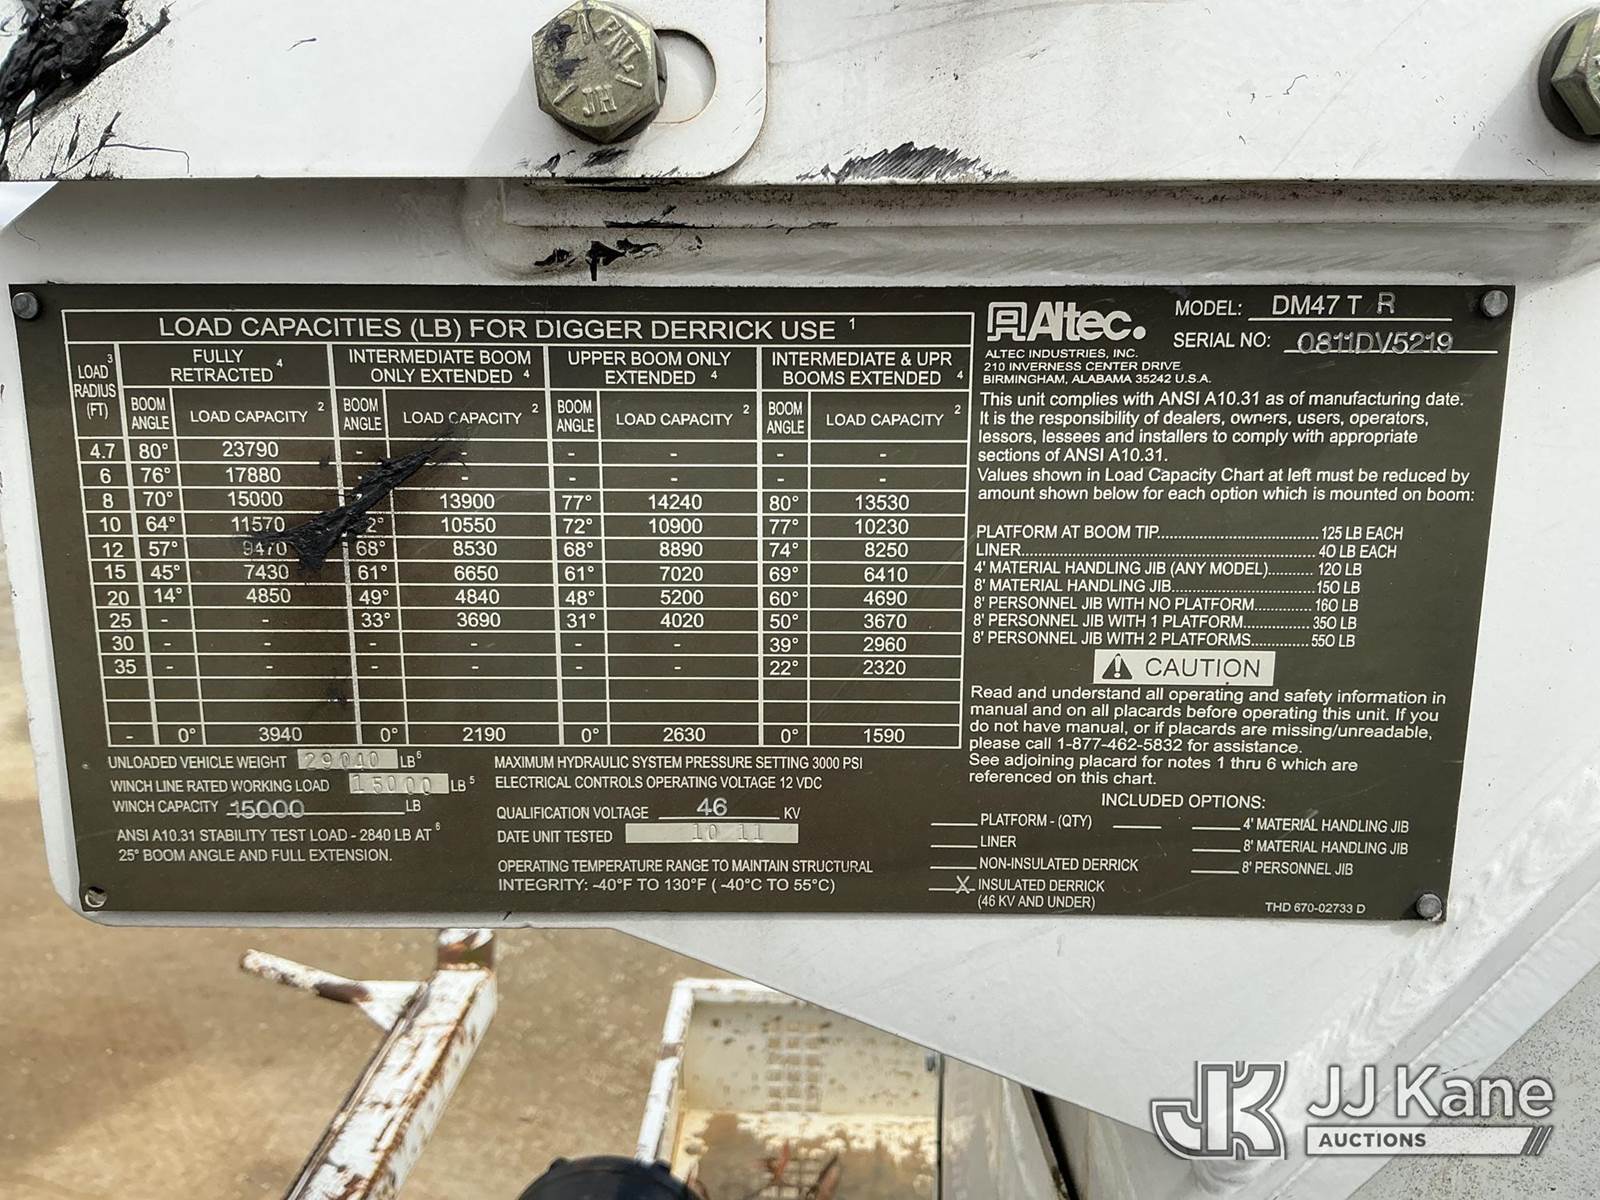 PNL
JH
LOAD CAPACITIES (LB) FOR DIGGER DERRICK USE 1
LOAD 3 RADIUS (FT)
FULLY RETRACTED 4
INTERMEDIATE BOOM ONLY EXTENDED 4
UPPER BOOM ONLY EXTENDED 4
INTERMEDIATE & UPR BOOMS EXTENDED 4
BOOM ANGLE LOAD CAPACITY 2 BOOM ANGLE LOAD CAPACITY 2 BOOM ANGLE LOAD CAPACITY 2 BOOM ANGLE LOAD CAPACITY 2
4.7 80° 23790 - - - - - -
6 76° 17880 - - - - -
8 70° 15000 13900 77° 14240 80° 13530
10 64° 11570 2° 10550 72° 10900 77° 10230
12 57° 9470 68° 8530 68° 8890 74° 8250
15 45° 7430 61° 6650 61° 7020 69° 6410
20 14° 4850 49° 4840 48° 5200 60° 4690
25 - - 33° 3690 31° 4020 50° 3670
30 - - - - - - 39° 2960
35 - - - - - - 22° 2320
- 0° 3940 0° 2190 0° 2630 0° 1590
UNLOADED VEHICLE WEIGHT 29040 LB 6
WINCH LINE RATED WORKING LOAD 15000 LB 5
WINCH CAPACITY 15000 LB
ANSI A10.31 STABILITY TEST LOAD - 2840 LB AT 6
25° BOOM ANGLE AND FULL EXTENSION.
MAXIMUM HYDRAULIC SYSTEM PRESSURE SETTING 3000 PSI
ELECTRICAL CONTROLS OPERATING VOLTAGE 12 VDC
QUALIFICATION VOLTAGE 46 KV
DATE UNIT TESTED 10 11
OPERATING TEMPERATURE RANGE TO MAINTAIN STRUCTURAL
INTEGRITY: -40°F TO 130°F ( -40°C TO 55°C)
Altec.
ALTEC INDUSTRIES, INC.
210 INVERNESS CENTER DRIVE
BIRMINGHAM, ALABAMA 35242 U.S.A.
MODEL: DM47 T R
SERIAL NO: 0811DV5219
This unit complies with ANSI A10.31 as of manufacturing date.
It is the responsibility of dealers, owners, users, operators,
lessors, lessees and installers to comply with appropriate
sections of ANSI A10.31.
Values shown in Load Capacity Chart at left must be reduced by
amount shown below for each option which is mounted on boom:
PLATFORM AT BOOM TIP................125 LB EACH
LINER................40 LB EACH
4' MATERIAL HANDLING JIB (ANY MODEL).......... 120 LB
8' MATERIAL HANDLING JIB................150 LB
8' PERSONNEL JIB WITH NO PLATFORM............. 160 LB
8' PERSONNEL JIB WITH 1 PLATFORM...............350 LB
8' PERSONNEL JIB WITH 2 PLATFORMS.............550 LB
CAUTION
Read and understand all operating and safety information in
manual and on all placards before operating this unit. If you
do not have manual, or if placards are missing/unreadable,
please call 1-877-462-5832 for assistance.
See adjoining placard for notes 1 thru 6 which are
referenced on this chart.
INCLUDED OPTIONS:
PLATFORM - (QTY)
LINER
NON-INSULATED DERRICK
X INSULATED DERRICK
(46 KV AND UNDER)
4' MATERIAL HANDLING JIB
8' MATERIAL HANDLING JIB
8' PERSONNEL JIB
THD 670-02733 D
JK JJ Kane
AUCTIONS